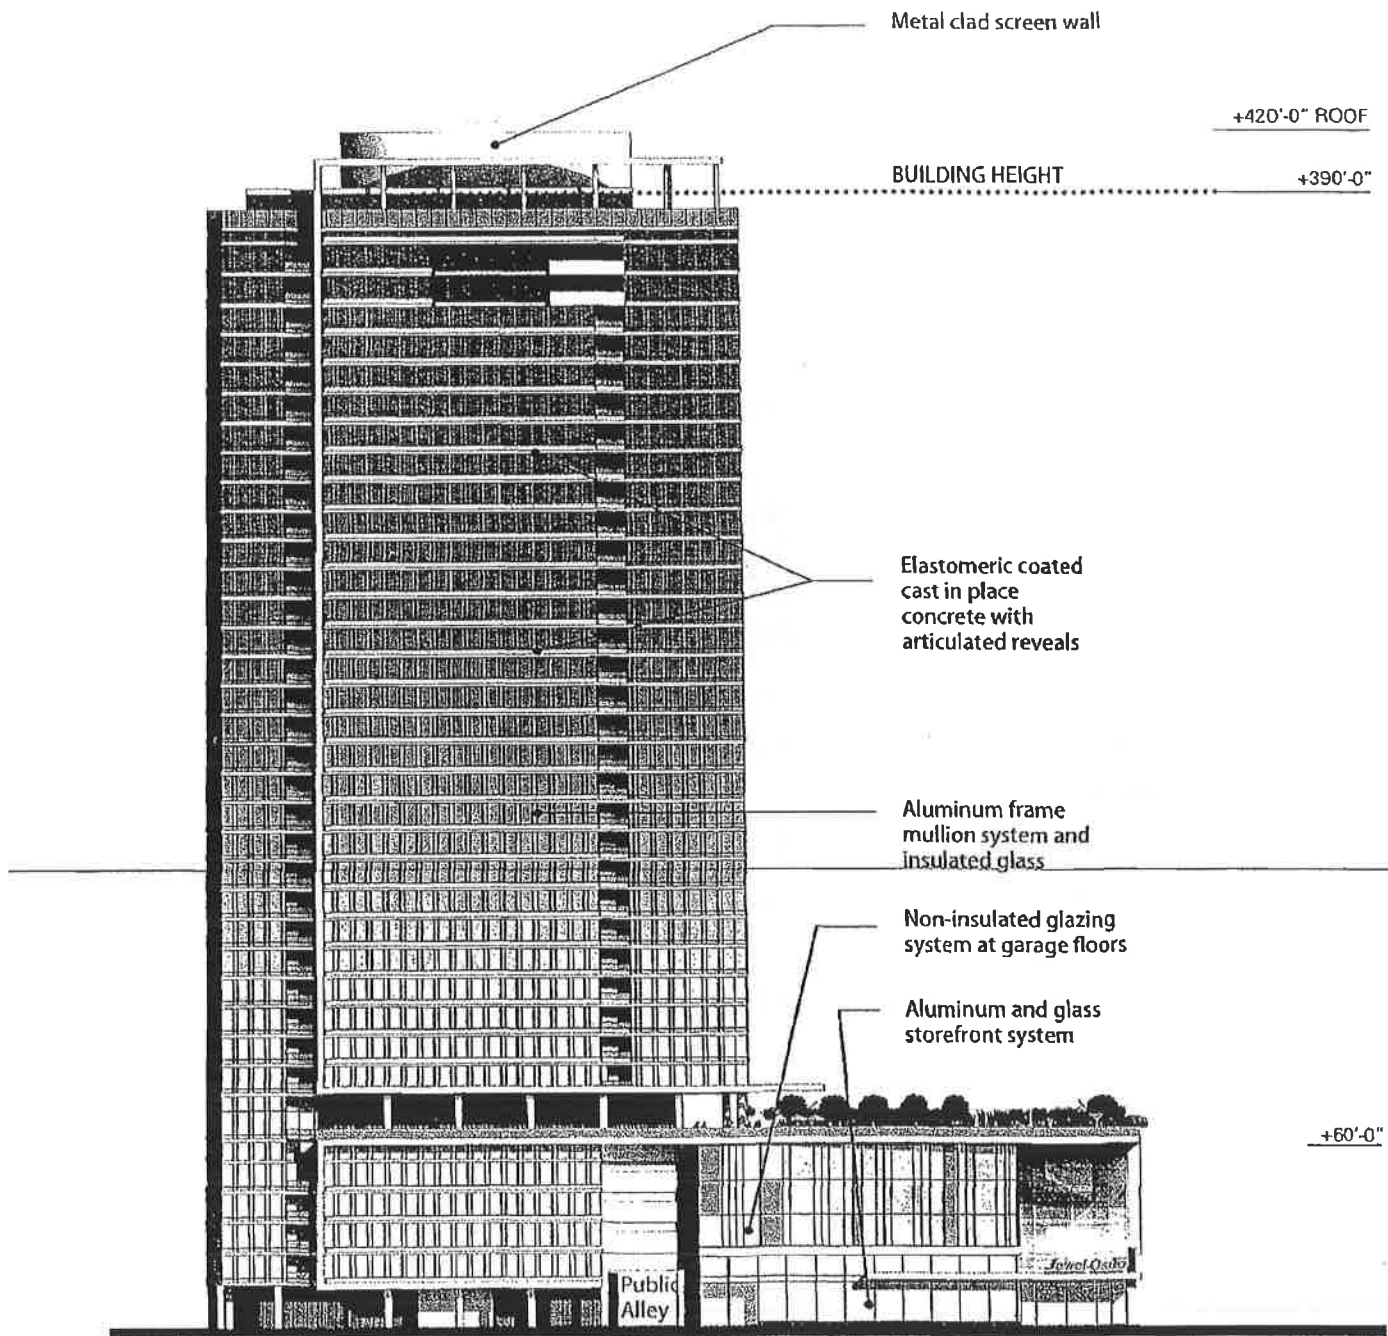 Metal clad screen wall
+420'-0" ROOF
BUILDING HEIGHT
+390'-0"
Elastomeric coated
cast in place
concrete with
articulated reveals
Aluminum frame
mullion system and
insulated glass
Non-insulated glazing
system at garage floors
Aluminum and glass
storefront system
+60'-0"
Jewel-Osco
Public
Alley